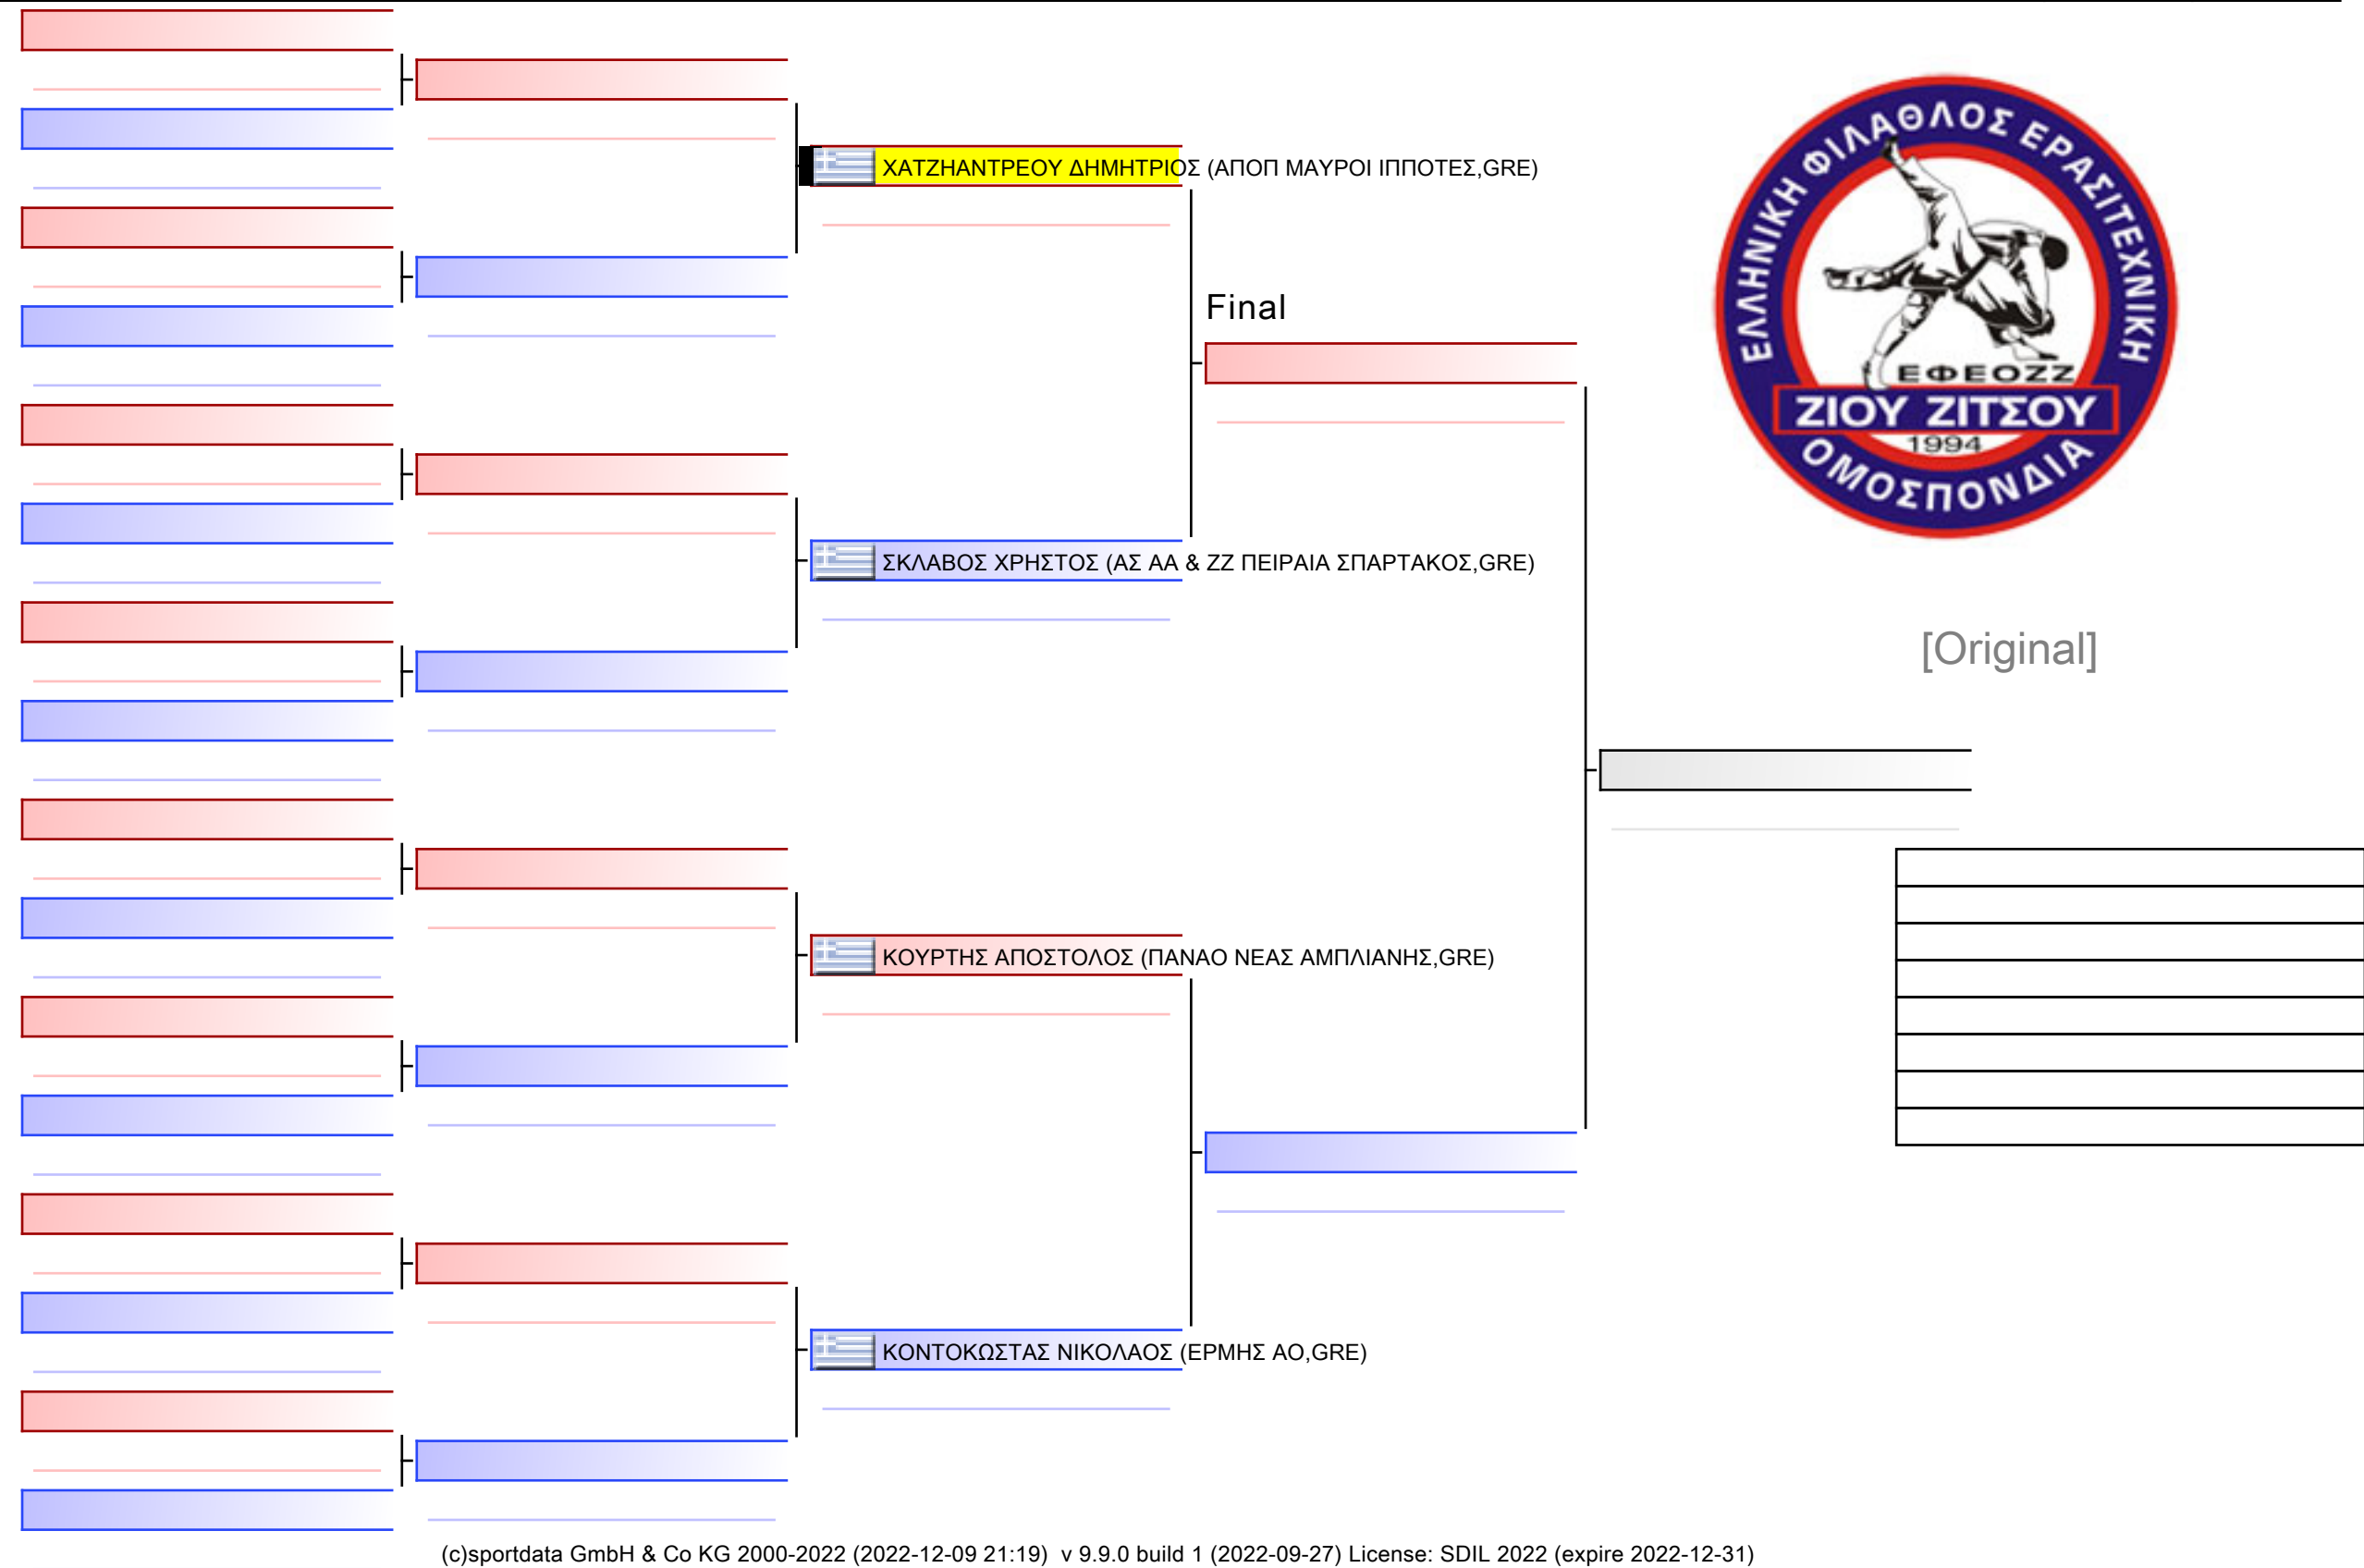 ΧΑΤΖΗΑΝΤΡΕΟΥ ΔΗΜΗΤΡΙΟΣ (ΑΠΟΠ ΜΑΥΡΟΙ ΙΠΠΟΤΕΣ,GRE)
Final
ΣΚΛΑΒΟΣ ΧΡΗΣΤΟΣ (ΑΣ ΑΑ & ΖΖ ΠΕΙΡΑΙΑ ΣΠΑΡΤΑΚΟΣ,GRE)
ΚΟΥΡΤΗΣ ΑΠΟΣΤΟΛΟΣ (ΠΑΝΑΟ ΝΕΑΣ ΑΜΠΛΙΑΝΗΣ,GRE)
ΚΟΝΤΟΚΩΣΤΑΣ ΝΙΚΟΛΑΟΣ (ΕΡΜΗΣ ΑΟ,GRE)
ΕΛΛΗΝΙΚΗ ΦΙΛΑΘΛΟΣ ΕΡΑΣΙΤΕΧΝΙΚΗ
ΕΦΕΟΖΖ
ΖΙΟΥ ΖΙΤΣΟΥ
1994
ΟΜΟΣΠΟΝΔΙΑ
[Original]
(c)sportdata GmbH & Co KG 2000-2022 (2022-12-09 21:19) v 9.9.0 build 1 (2022-09-27) License: SDIL 2022 (expire 2022-12-31)